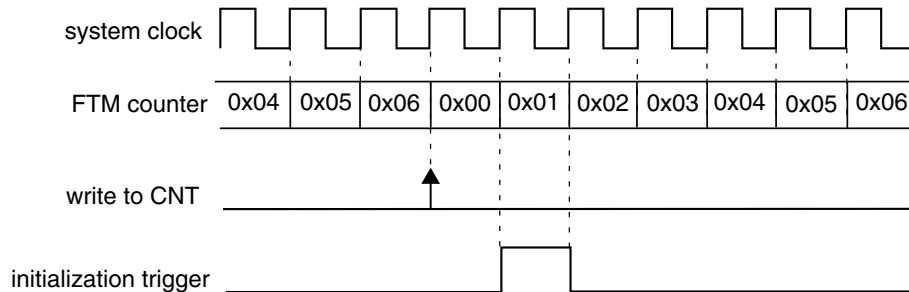 system clock
FTM counter 0x04 0x05 0x06 0x00 0x01 0x02 0x03 0x04 0x05 0x06
write to CNT
initialization trigger